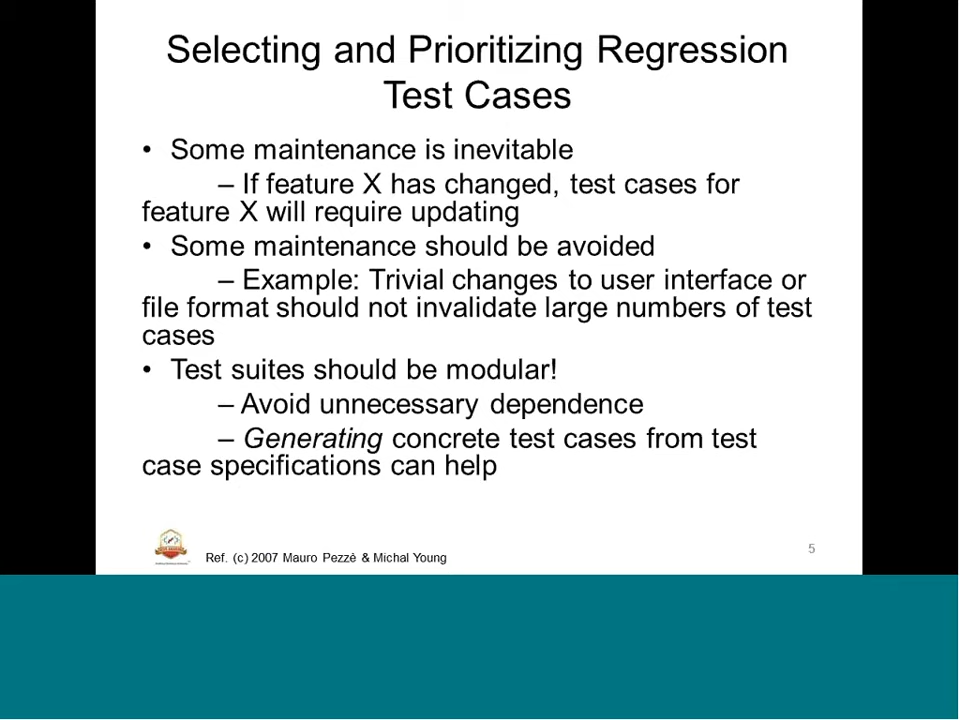 Selecting and Prioritizing Regression
Test Cases
• Some maintenance is inevitable
– If feature X has changed, test cases for
feature X will require updating
• Some maintenance should be avoided
– Example: Trivial changes to user interface or
file format should not invalidate large numbers of test
cases
• Test suites should be modular!
– Avoid unnecessary dependence
– Generating concrete test cases from test
case specifications can help
Ref. (c) 2007 Mauro Pezzè & Michal Young
5